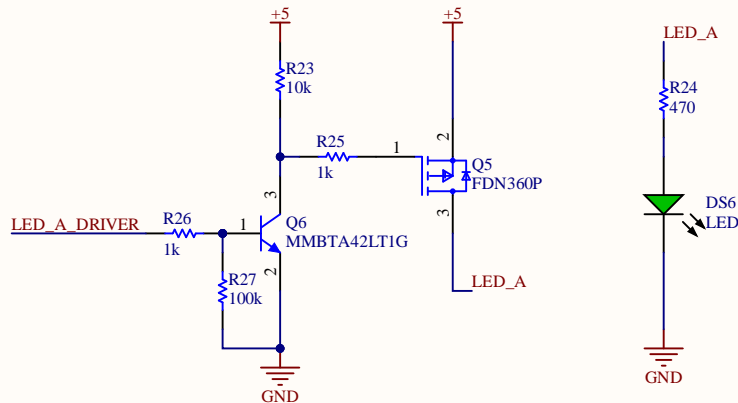 +5
+5
LED_A
R23
10k
R24
470
R25
1k
1
2
Q5
FDN360P
3
3
LED_A_DRIVER
R26
1k
1
Q6
MMBTA42LT1G
DS6
LED
R27
100k
2
LED_A
GND
GND